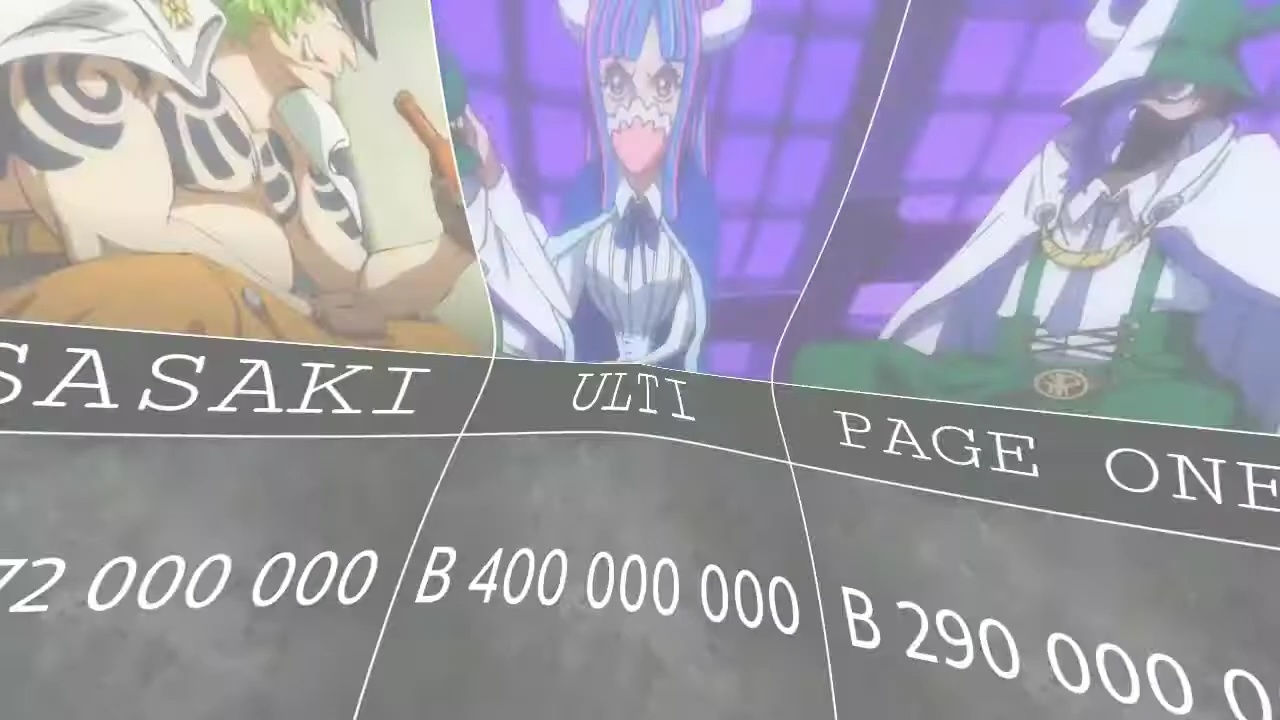 SASAKI
ULTI
PAGE ONE
72 000 000
B 400 000 000
B 290 000 0